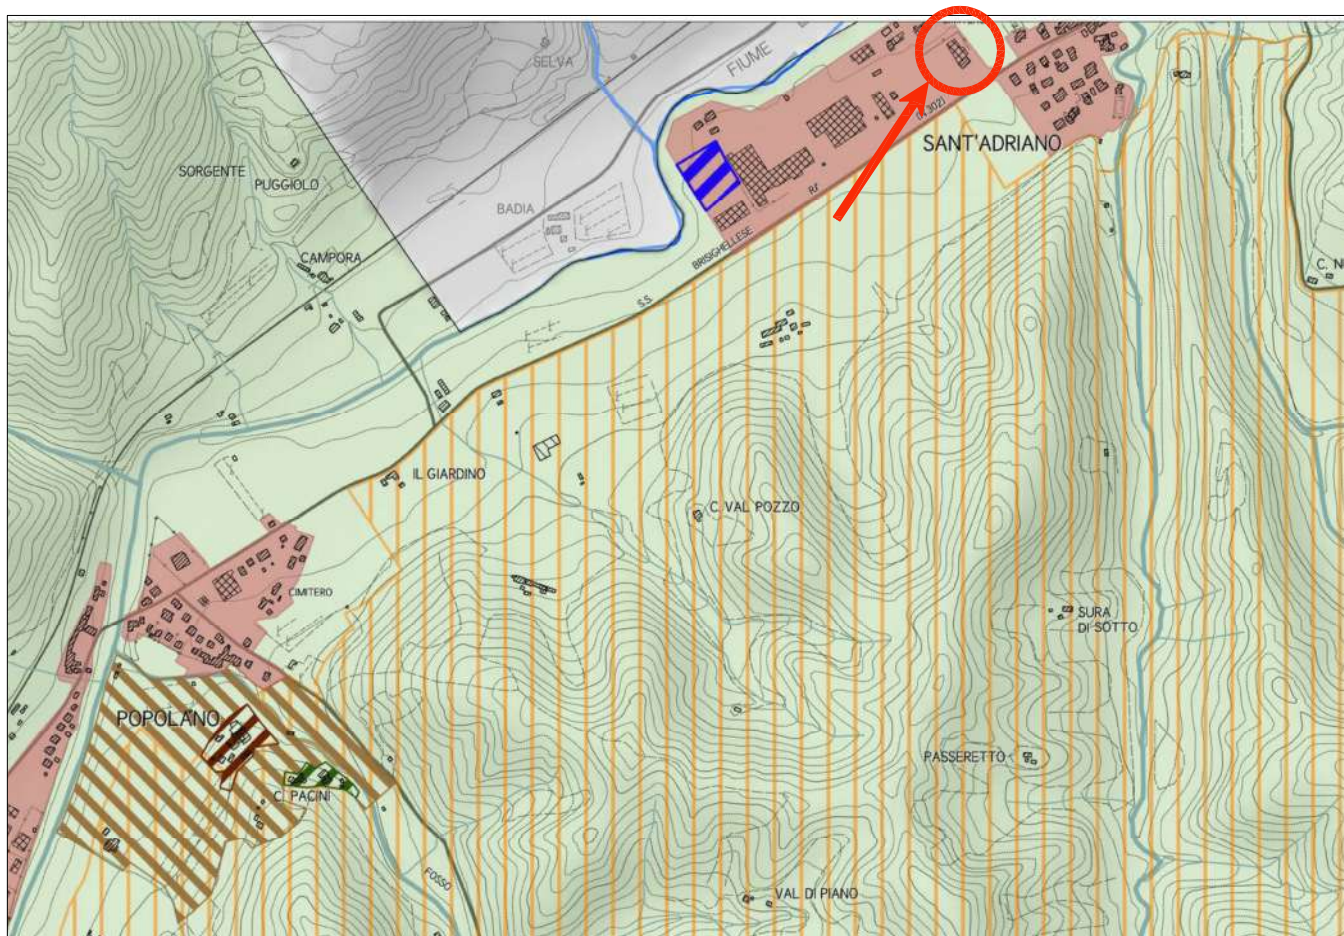 SELVA
FIUME
(N.302)
SANT'ADRIANO
SORGENTE
PUGGIOLO
BADIA
R.F.
BRISIGHELLESE
CAMPORA
S.S.
IL GIARDINO
C. VAL POZZO
CIMITERO
SURA
DI SOTTO
POPOLANO
PASSERETTO
C. PACINI
FOSSO
VAL DI PIANO